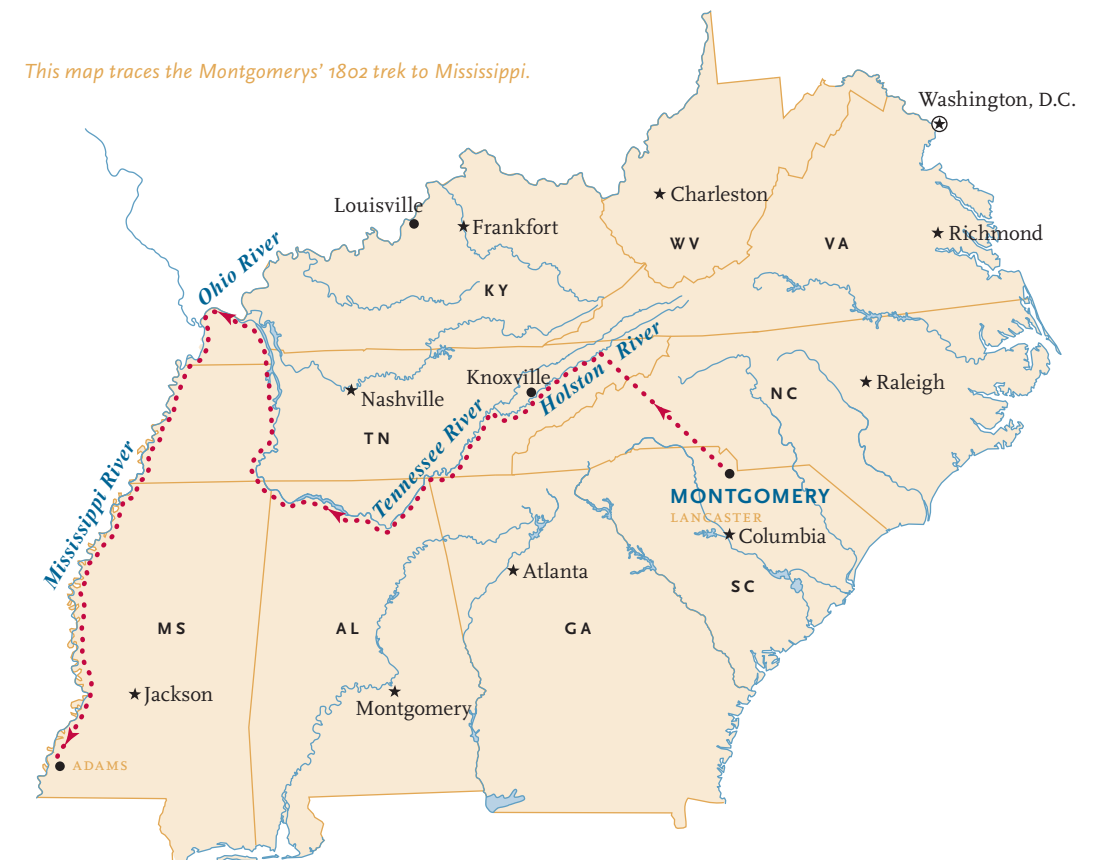 This map traces the Montgomerys’ 1802 trek to Mississippi.
Washington, D.C.
Charleston
Louisville
Frankfort
Richmond
WV
VA
Ohio River
KY
Holston River
Knoxville
Raleigh
Nashville
NC
TN
Tennessee River
Mississippi River
MONTGOMERY
LANCASTER
Columbia
Atlanta
SC
MS
AL
GA
Jackson
Montgomery
ADAMS